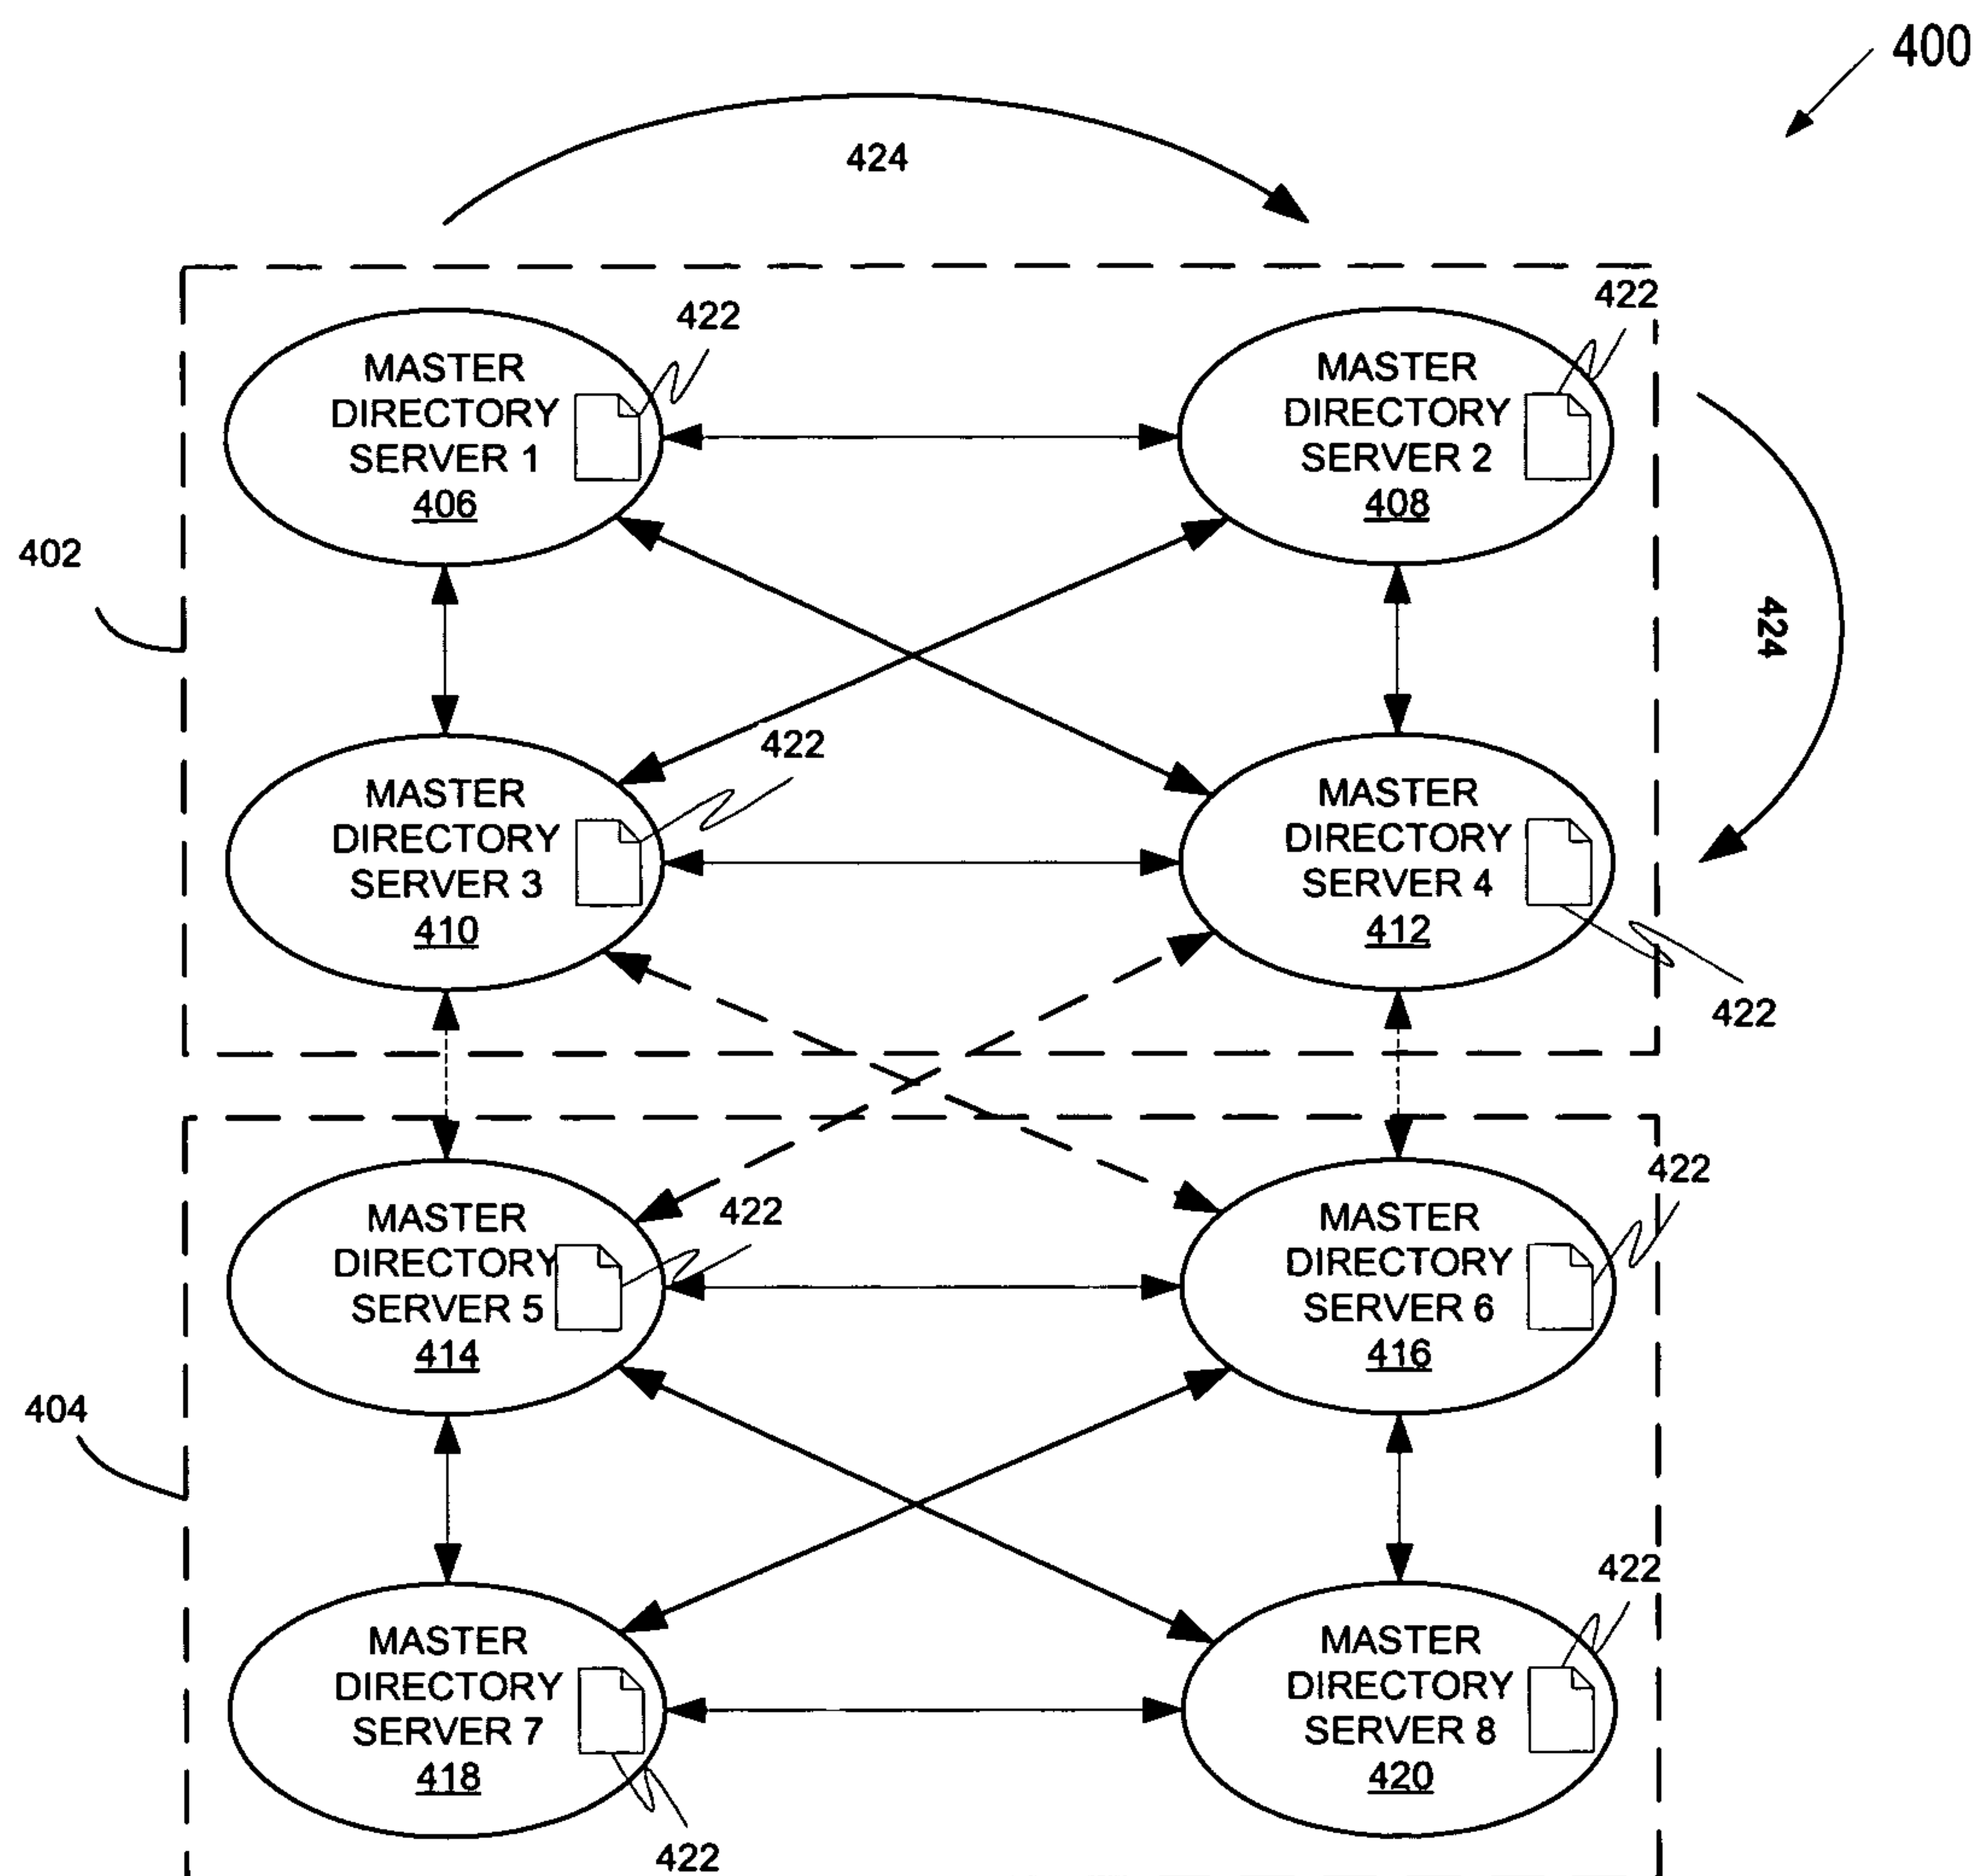 400
424
422
422
MASTER
DIRECTORY
SERVER 1
406
MASTER
DIRECTORY
SERVER 2
408
402
424
422
MASTER
DIRECTORY
SERVER 3
410
MASTER
DIRECTORY
SERVER 4
412
422
422
422
MASTER
DIRECTORY
SERVER 5
414
MASTER
DIRECTORY
SERVER 6
416
404
422
MASTER
DIRECTORY
SERVER 7
418
MASTER
DIRECTORY
SERVER 8
420
422